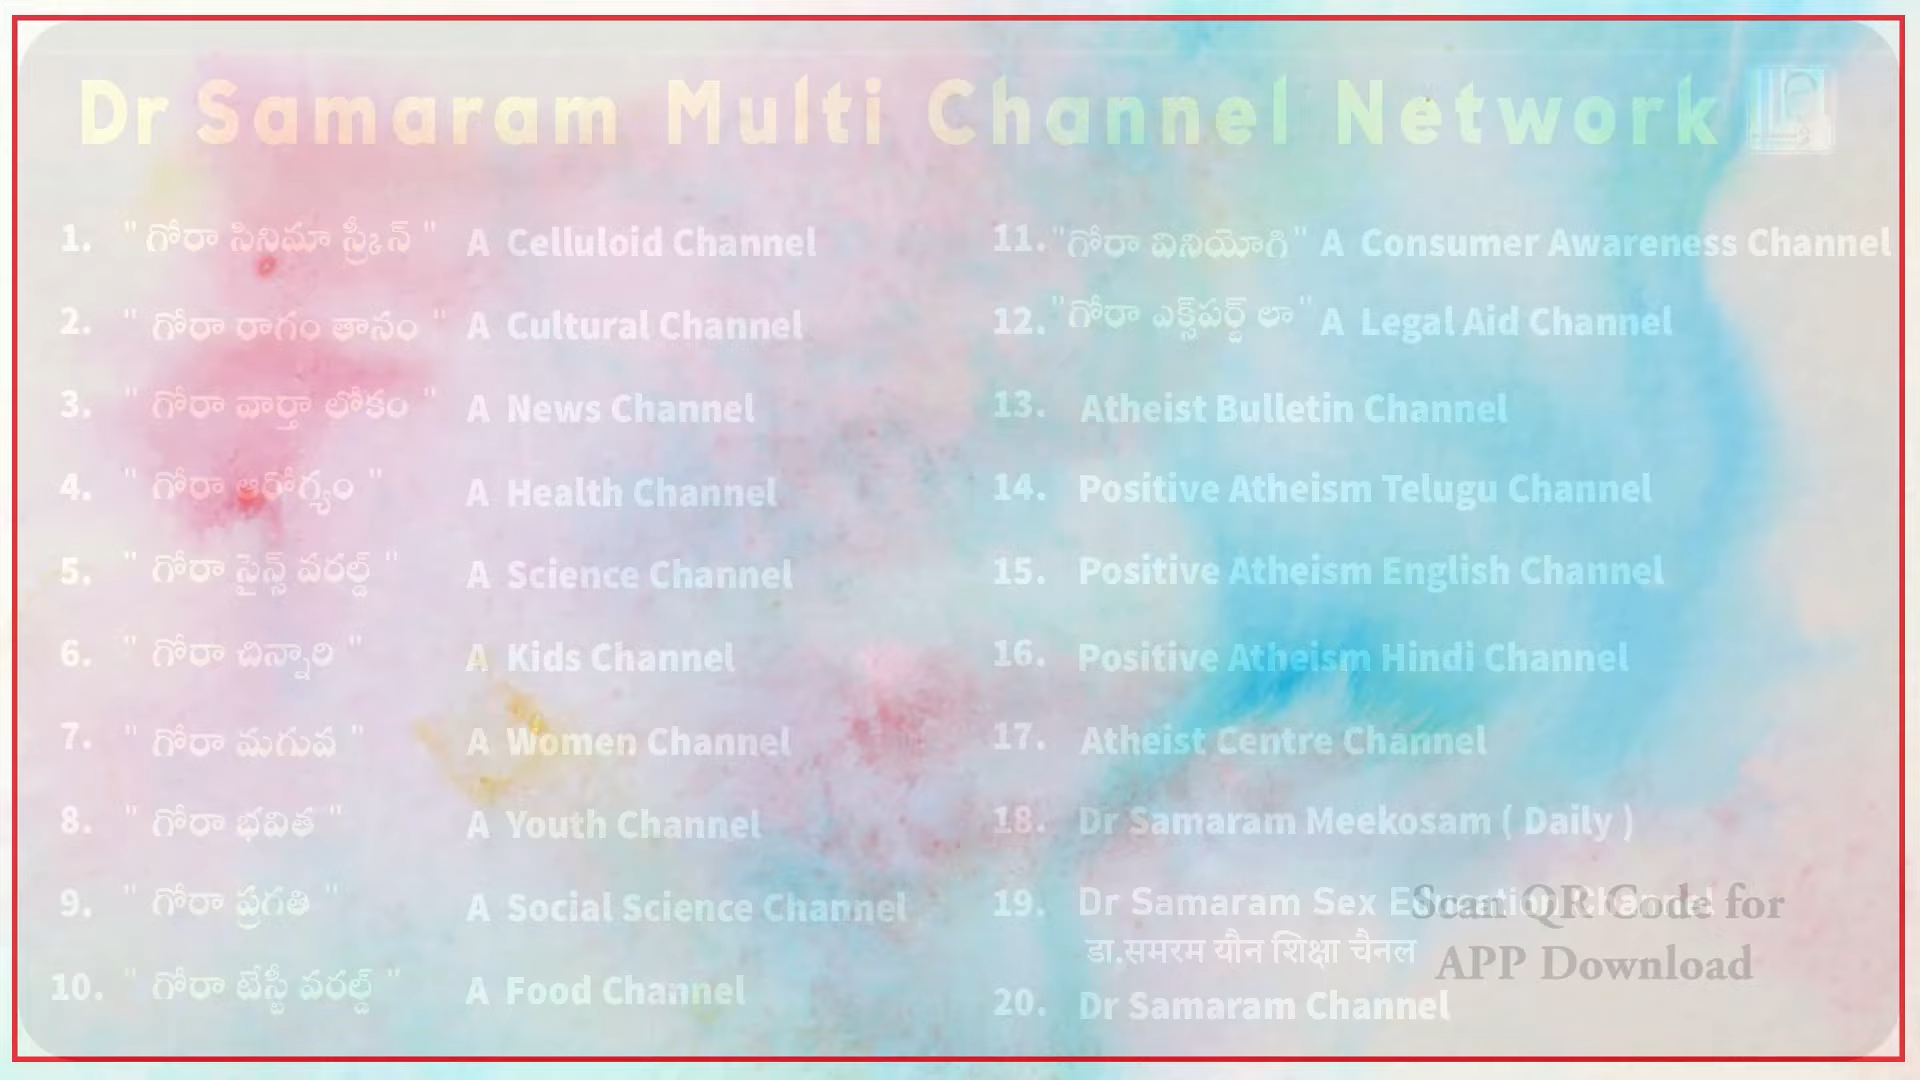 Dr Samaram Multi Channel Network
1. " గోరా సినిమా స్క్రీన్ " A Celluloid Channel
2. " గోరా రాగం తానం " A Cultural Channel
3. " గోరా వార్తా లోకం " A News Channel
4. " గోరా ఆరోగ్యం " A Health Channel
5. " గోరా సైన్స్ వరల్డ్ " A Science Channel
6. " గోరా చిన్నారి " A Kids Channel
7. " గోరా మగువ " A Women Channel
8. " గోరా భవిత " A Youth Channel
9. " గోరా ప్రగతి " A Social Science Channel
10. " గోరా టేస్టీ వరల్డ్ " A Food Channel
11. "గోరా వినియోగి" A Consumer Awareness Channel
12. "గోరా ఎక్స్‌పర్ట్ లా" A Legal Aid Channel
13. Atheist Bulletin Channel
14. Positive Atheism Telugu Channel
15. Positive Atheism English Channel
16. Positive Atheism Hindi Channel
17. Atheist Centre Channel
18. Dr Samaram Meekosam ( Daily )
19. Dr Samaram Sex Education Channel
डा.समरम यौन शिक्षा चैनल
20. Dr Samaram Channel
Scan QR Code for
APP Download